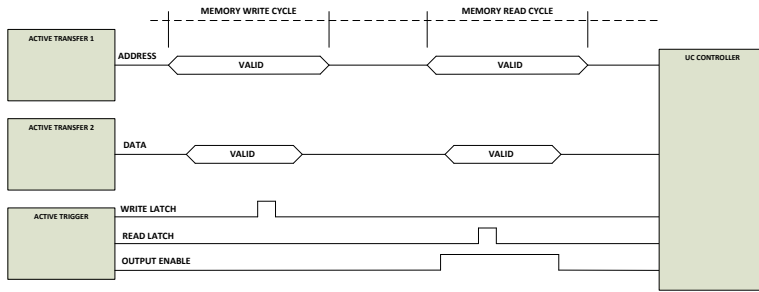 MEMORY WRITE CYCLE
MEMORY READ CYCLE
ACTIVE TRANSFER 1
ADDRESS
VALID
VALID
UC CONTROLLER
ACTIVE TRANSFER 2
DATA
VALID
VALID
ACTIVE TRIGGER
WRITE LATCH
READ LATCH
OUTPUT ENABLE